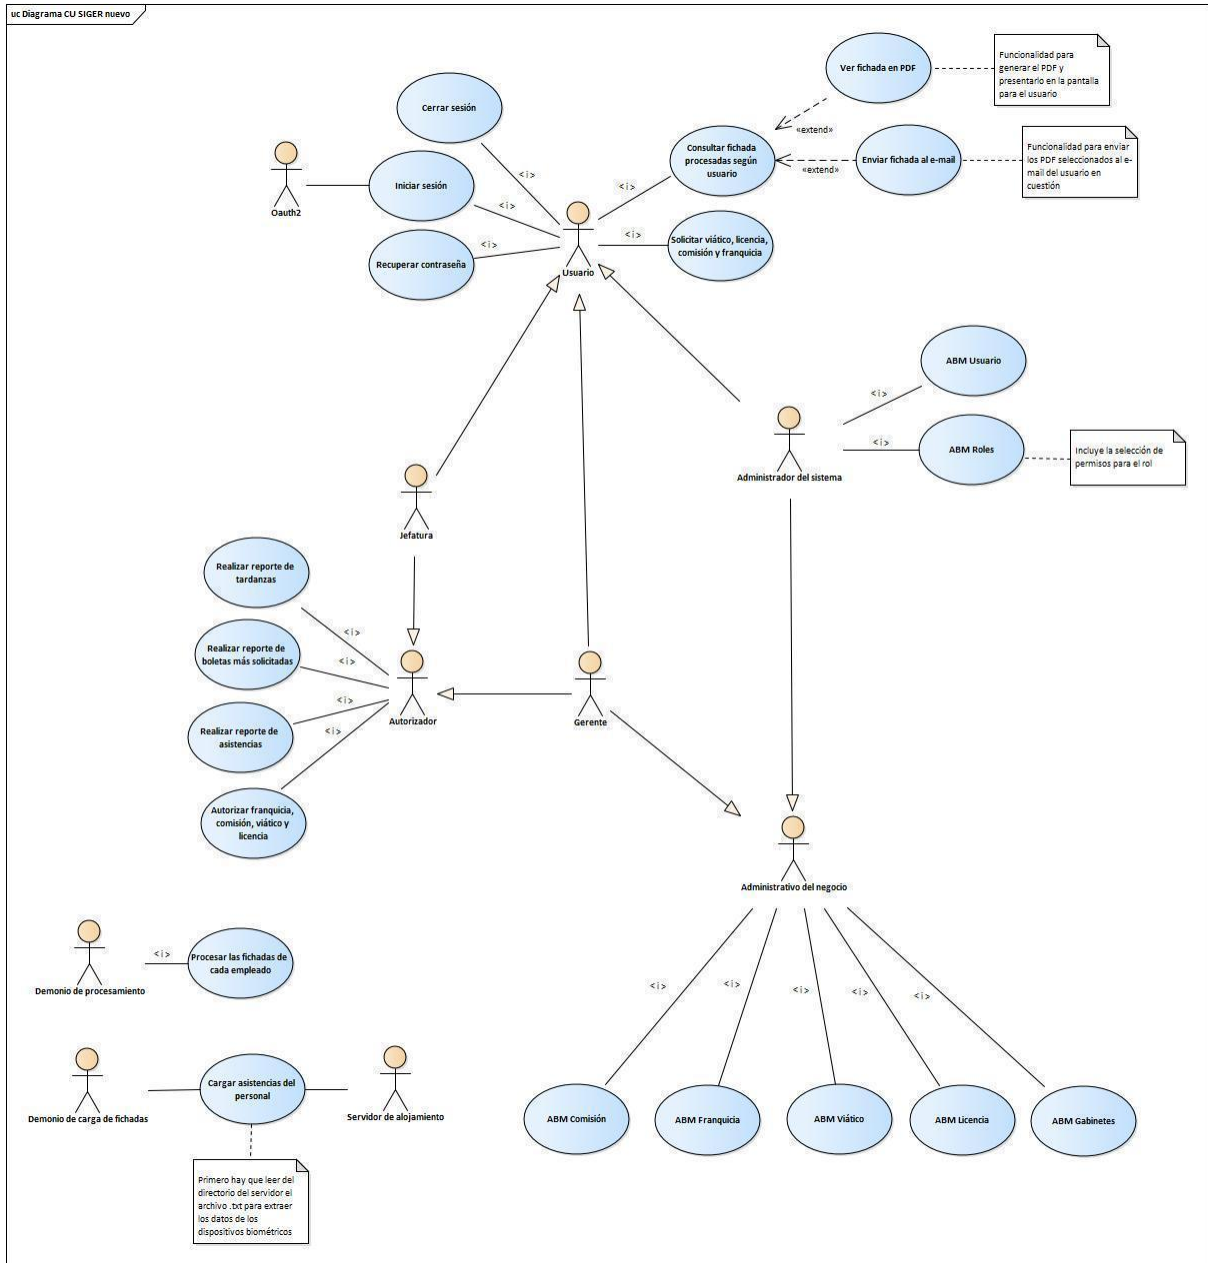 uc Diagrama CU SIGER nuevo
Ver fichada en PDF
Funcionalidad para
generar el PDF y
presentarlo en la pantalla
para el usuario
Cerrar sesión
«extend»
Consultar fichada
procesadas según
usuario
«extend»
Enviar fichada al e-mail
Funcionalidad para enviar
los PDF seleccionados al e-
mail del usuario en
cuestión
Oauth2
Iniciar sesión
<i>
<i>
<i>
Recuperar contraseña
<i>
<i>
Solicitar viático, licencia,
comisión y franquicia
Usuario
ABM Usuario
<i>
<i>
ABM Roles
Incluye la selección de
permisos para el rol
Administrador del sistema
Jefatura
Realizar reporte de
tardanzas
<i>
Realizar reporte de
boletas más solicitadas
<i>
<i>
Realizar reporte de
asistencias
<i>
Autorizador
Gerente
Autorizar franquicia,
comisión, viático y
licencia
Administrativo del negocio
<i>
Procesar las fichadas de
cada empleado
Demonio de procesamiento
<i>
<i>
<i>
<i>
<i>
Cargar asistencias del
personal
Demonio de carga de fichadas
Servidor de alojamiento
ABM Comisión
ABM Franquicia
ABM Viático
ABM Licencia
ABM Gabinetes
Primero hay que leer del
directorio del servidor el
archivo .txt para extraer
los datos de los
dispositivos biométricos